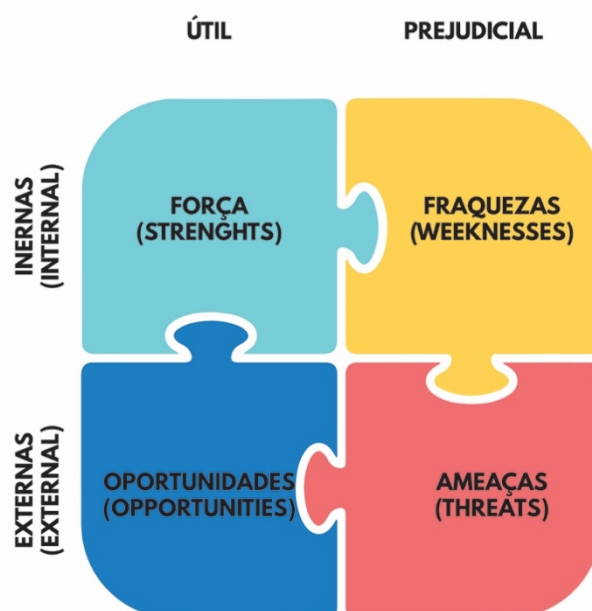 ÚTIL
PREJUDICIAL
INERNAS
(INTERNAL)
FORÇA
(STRENGHTS)
FRAQUEZAS
(WEEKNESSES)
EXTERNAS
(EXTERNAL)
OPORTUNIDADES
(OPPORTUNITIES)
AMEAÇAS
(THREATS)